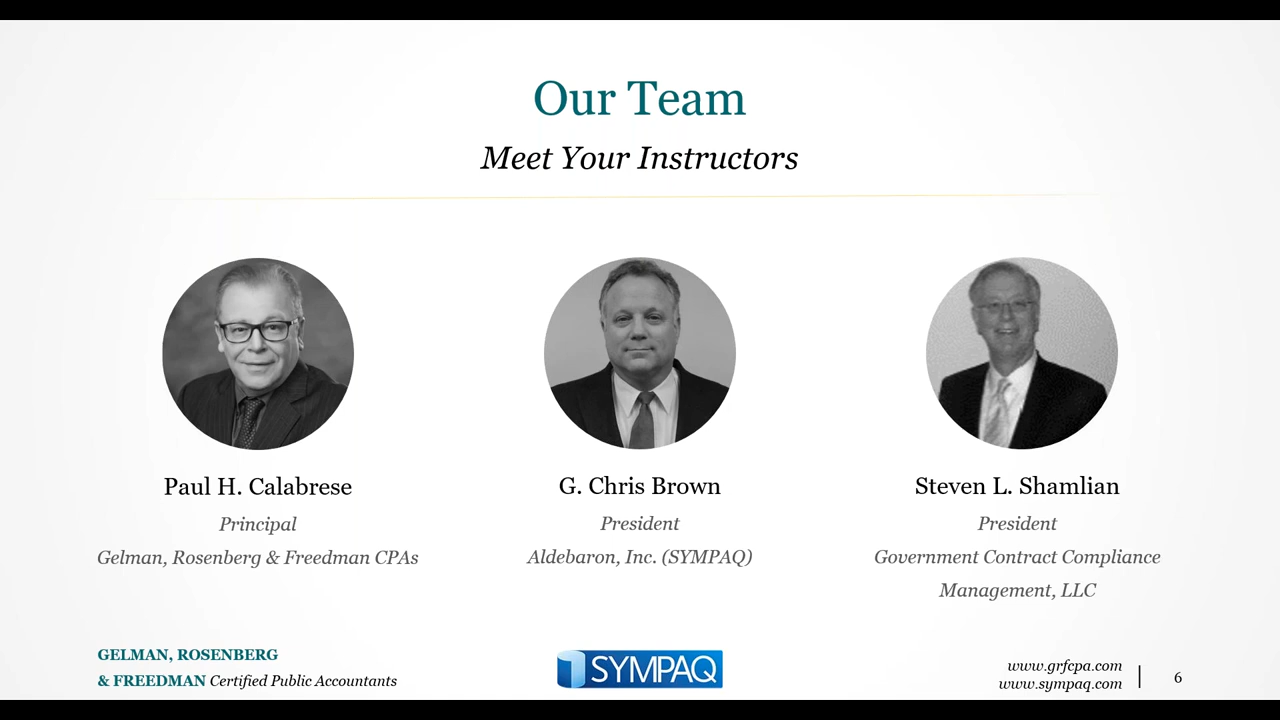 Our Team
Meet Your Instructors
Paul H. Calabrese
Principal
Gelman, Rosenberg & Freedman CPAs
G. Chris Brown
President
Aldebaron, Inc. (SYMPAQ)
Steven L. Shamlian
President
Government Contract Compliance
Management, LLC
GELMAN, ROSENBERG
& FREEDMAN Certified Public Accountants
SYMPAQ
www.grfcpa.com
www.sympaq.com
6